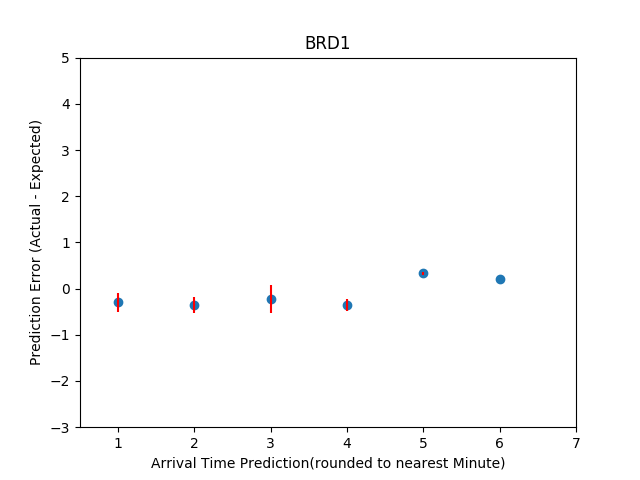 BRD1
5
4
3
2
1
0
−1
−2
−3
Prediction Error (Actual - Expected)
1 2 3 4 5 6 7
Arrival Time Prediction(rounded to nearest Minute)